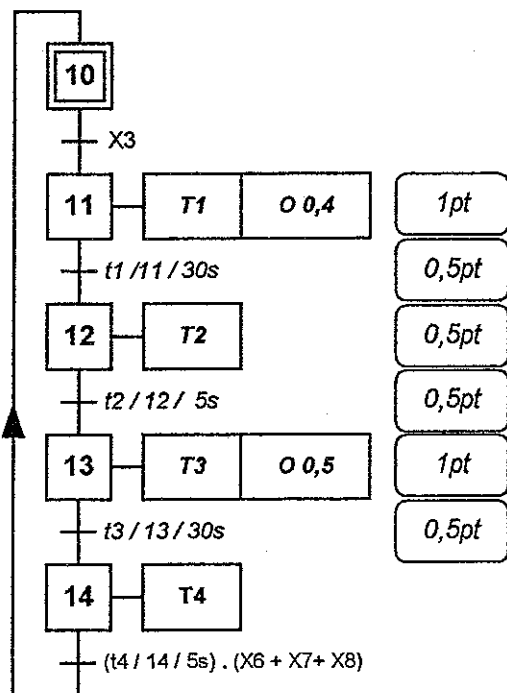 10
X3
11 T1 O 0,4 1pt
t1 /11 / 30s 0,5pt
12 T2 0,5pt
t2 / 12 / 5s 0,5pt
13 T3 O 0,5 1pt
t3 / 13 / 30s 0,5pt
14 T4
(t4 / 14 / 5s) . (X6 + X7+ X8)